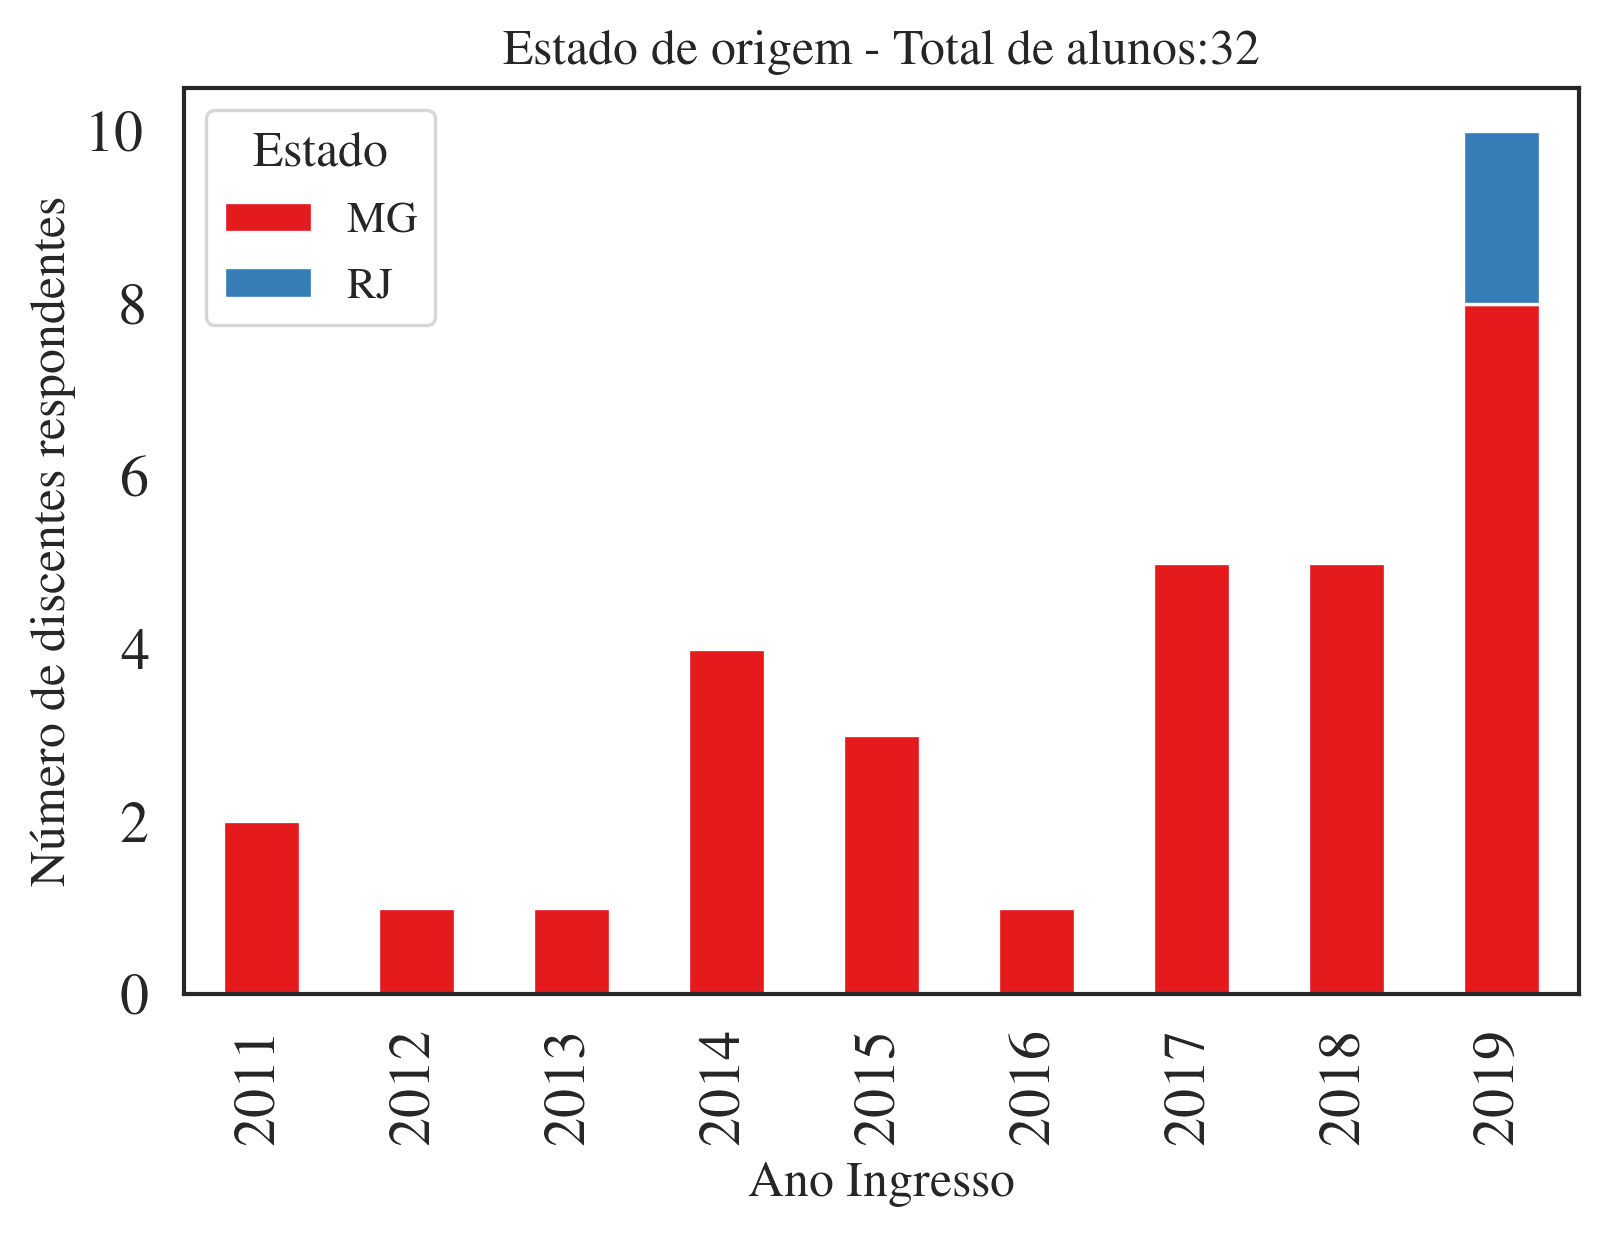 Estado de origem - Total de alunos:32
Estado
MG
RJ
Número de discentes respondentes
10
8
6
4
2
0
2011
2012
2013
2014
2015
2016
2017
2018
2019
Ano Ingresso